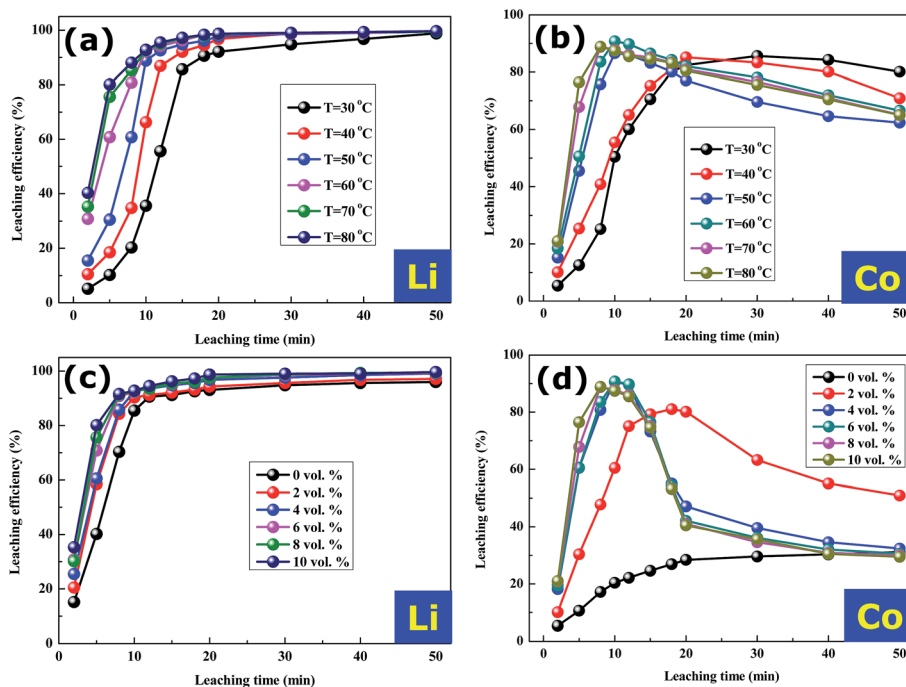 (a)
Leaching efficiency (%)
100
80
60
40
20
0
T=30 °C
T=40 °C
T=50 °C
T=60 °C
T=70 °C
T=80 °C
Li
0 10 20 30 40 50
Leaching time (min)
(b)
Leaching efficiency (%)
100
80
60
40
20
0
T=30 °C
T=40 °C
T=50 °C
T=60 °C
T=70 °C
T=80 °C
Co
0 10 20 30 40 50
Leaching time (min)
(c)
Leaching efficiency (%)
100
80
60
40
20
0
0 vol. %
2 vol. %
4 vol. %
6 vol. %
8 vol. %
10 vol. %
Li
0 10 20 30 40 50
Leaching time (min)
(d)
Leaching efficiency (%)
100
80
60
40
20
0
0 vol. %
2 vol. %
4 vol. %
6 vol. %
8 vol. %
10 vol. %
Co
0 10 20 30 40 50
Leaching time (min)